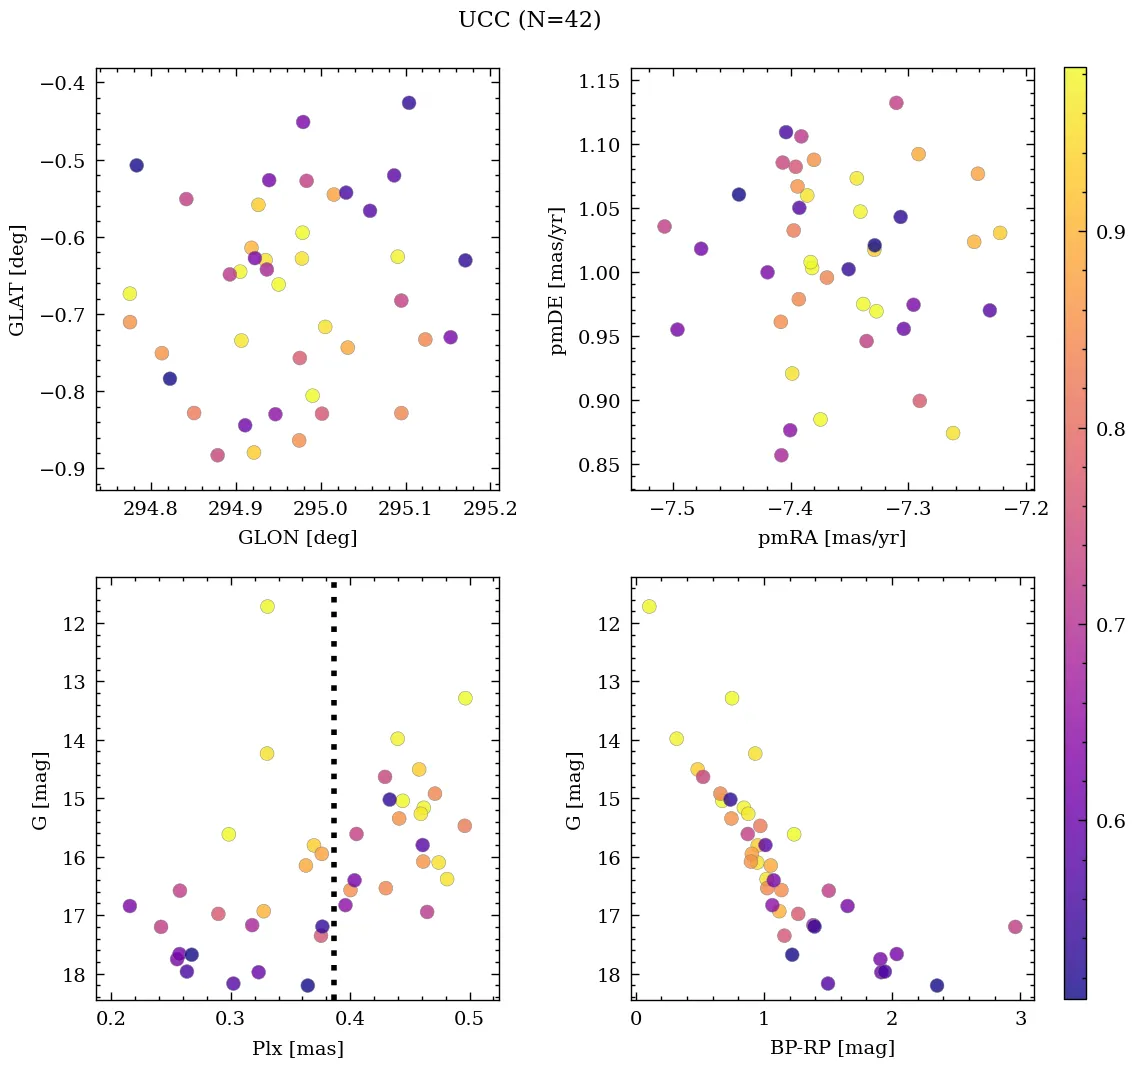 UCC (N=42)
−0.4
−0.5
−0.6
−0.7
−0.8
−0.9
GLAT [deg]
294.8 294.9 295.0 295.1 295.2
GLON [deg]
1.15
1.10
1.05
1.00
0.95
0.90
0.85
pmDE [mas/yr]
−7.5 −7.4 −7.3 −7.2
pmRA [mas/yr]
12
13
14
15
16
17
18
G [mag]
0.2 0.3 0.4 0.5
Plx [mas]
12
13
14
15
16
17
18
G [mag]
0 1 2 3
BP-RP [mag]
0.9
0.8
0.7
0.6